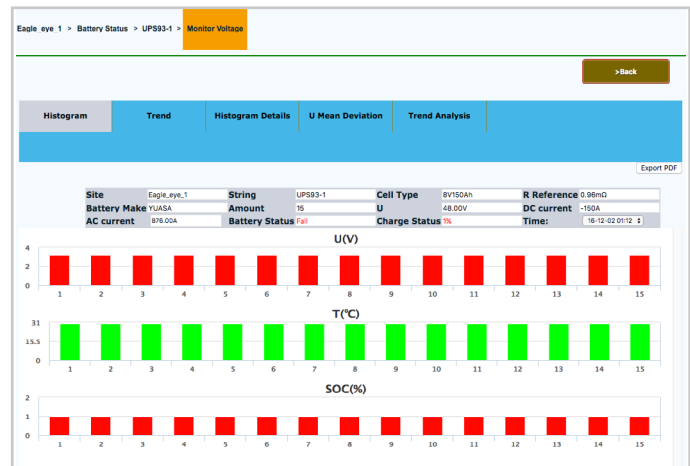 Eagle_eye_1 > Battery Status > UPS93-1 > Monitor Voltage
>Back
Histogram Trend Histogram Details U Mean Deviation Trend Analysis
Export PDF
Site Eagle_eye_1 String UPS93-1 Cell Type 8V150Ah R Reference 0.96mΩ
Battery Make YUASA Amount 15 U 48.00V DC current -150A
AC current 876.00A Battery Status Fail Charge Status 1% Time: 16-12-02 01:12
U(V)
4
2
0
1 2 3 4 5 6 7 8 9 10 11 12 13 14 15
T(℃)
31
15.5
0
1 2 3 4 5 6 7 8 9 10 11 12 13 14 15
SOC(%)
2
1
0
1 2 3 4 5 6 7 8 9 10 11 12 13 14 15